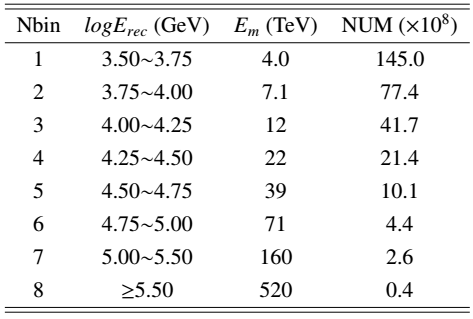 Nbin logE_rec (GeV) E_m (TeV) NUM (×10^8)
1 3.50~3.75 4.0 145.0
2 3.75~4.00 7.1 77.4
3 4.00~4.25 12 41.7
4 4.25~4.50 22 21.4
5 4.50~4.75 39 10.1
6 4.75~5.00 71 4.4
7 5.00~5.50 160 2.6
8 ≥5.50 520 0.4